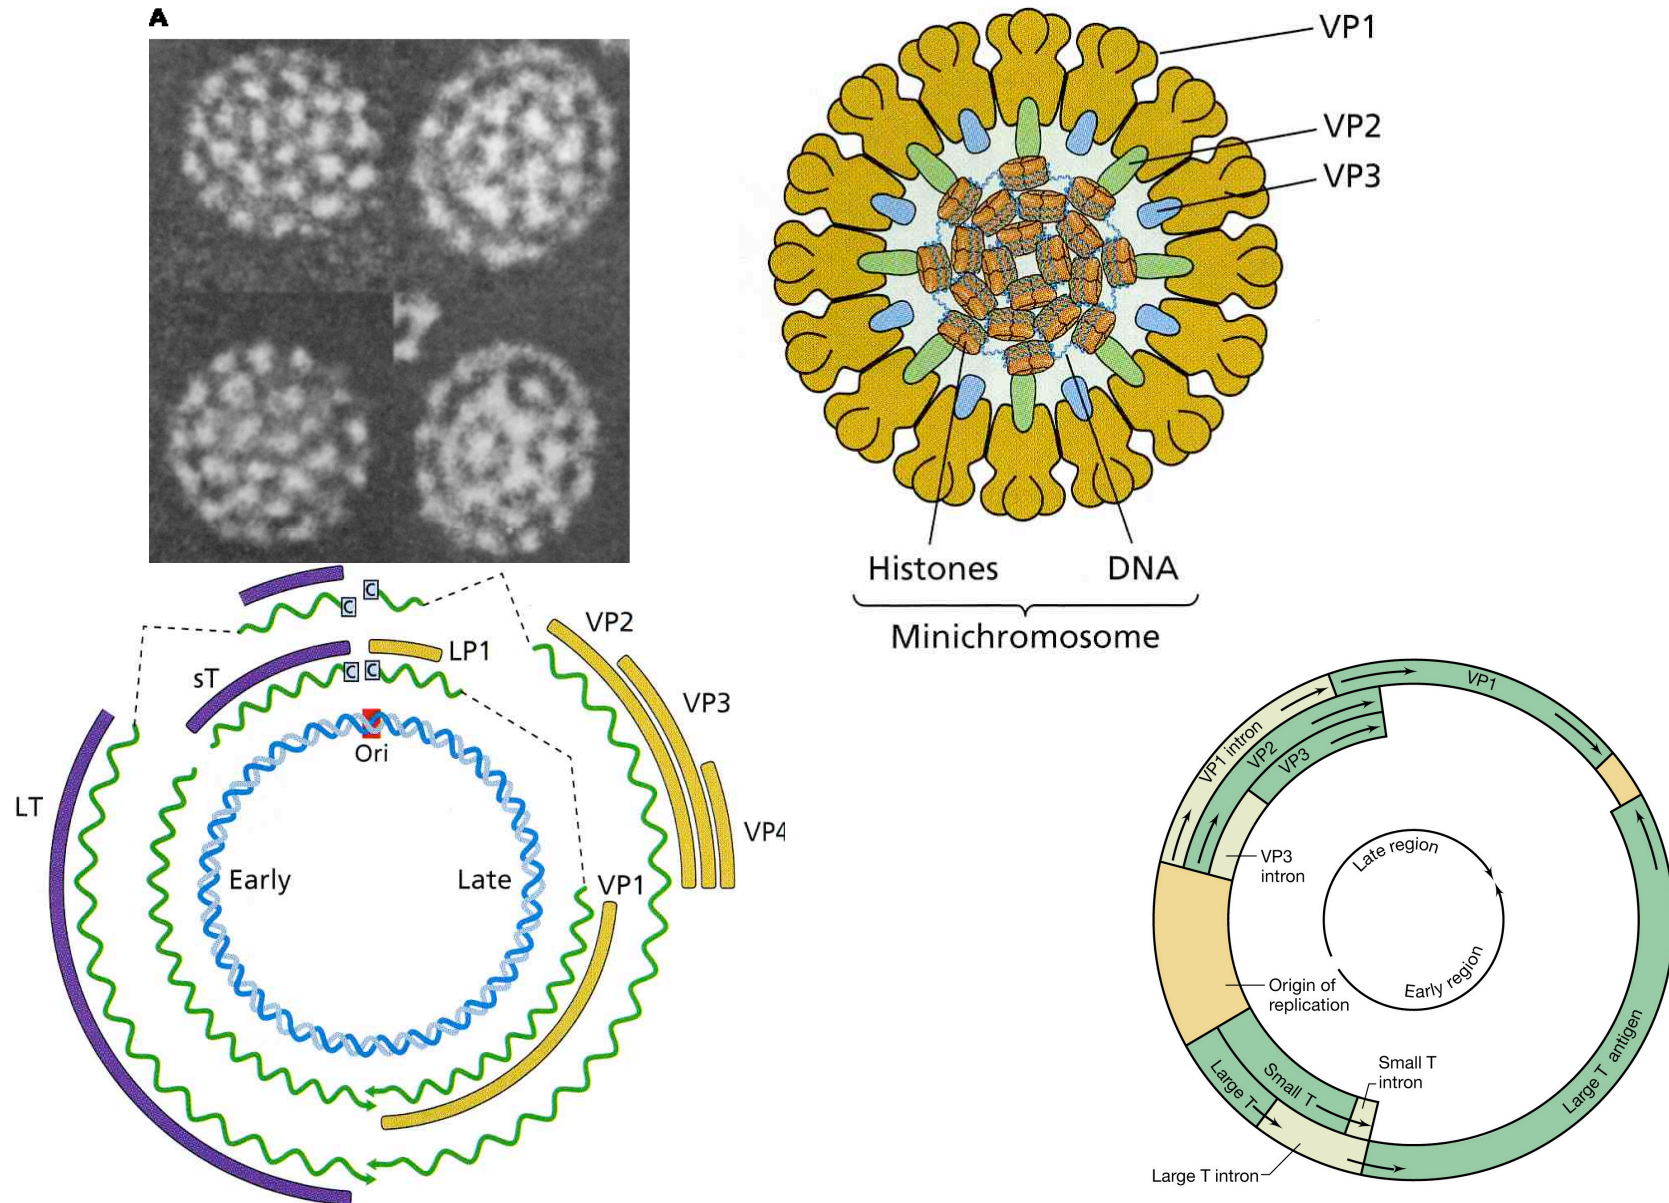 A
VP1
VP2
VP3
Histones
DNA
Minichromosome
C
C
VP2
LP1
sT
C
C
VP3
Ori
LT
VP4
Early
Late
VP1
VP1
VP1 intron
VP2
VP3
Late region
VP3
intron
Origin of
replication
Early region
Small T
intron
Large T
Small T
Large T antigen
Large T intron